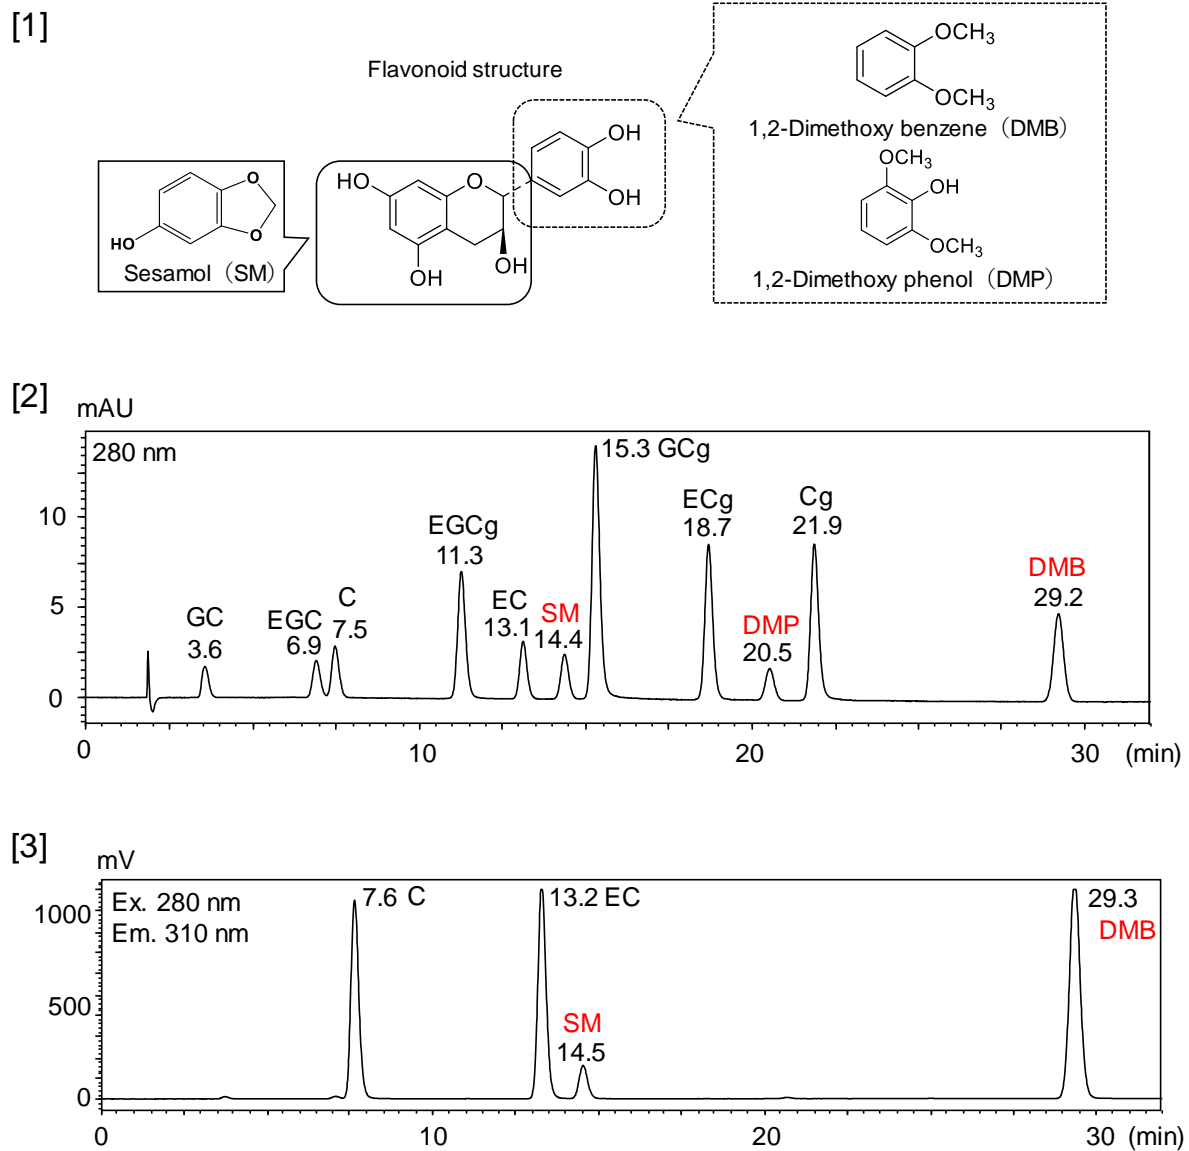 [1]
Flavonoid structure
OCH3
OCH3
1,2-Dimethoxy benzene (DMB)
OCH3
OH
OCH3
1,2-Dimethoxy phenol (DMP)
O
O
HO
Sesamol (SM)
HO
O
OH
OH
OH
OH
[2]
mAU
280 nm
10
5
0
GC
3.6
EGC
6.9
C
7.5
EGCg
11.3
EC
13.1
SM
14.4
15.3 GCg
ECg
18.7
DMP
20.5
Cg
21.9
DMB
29.2
0 10 20 30 (min)
[3]
mV
Ex. 280 nm
Em. 310 nm
1000
500
0
7.6 C
13.2 EC
SM
14.5
29.3
DMB
0 10 20 30 (min)